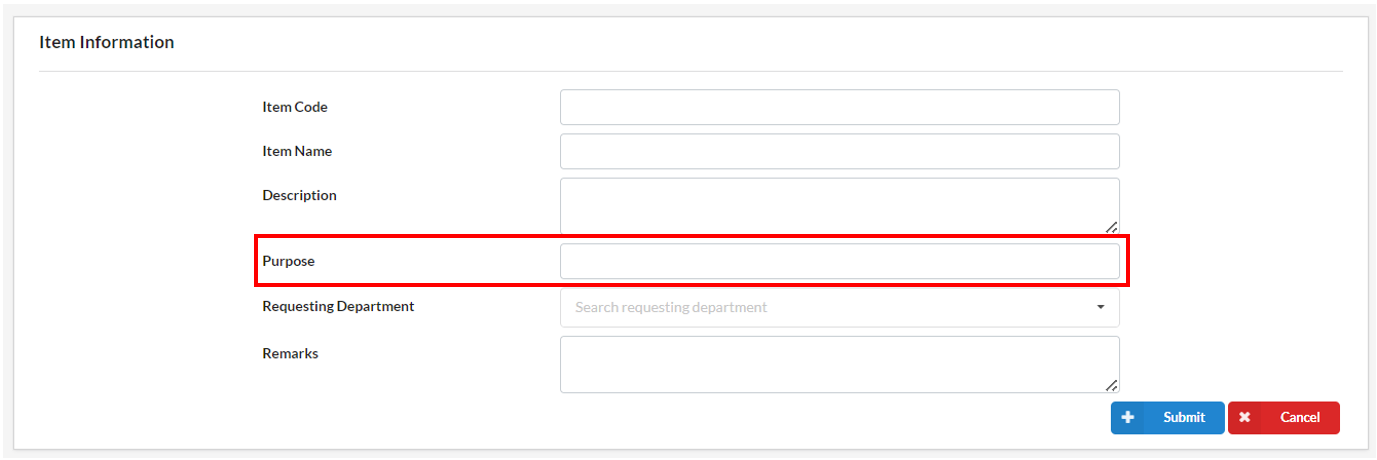 Item Information
Item Code
Item Name
Description
Purpose
Requesting Department
Search requesting department
Remarks
Submit
Cancel